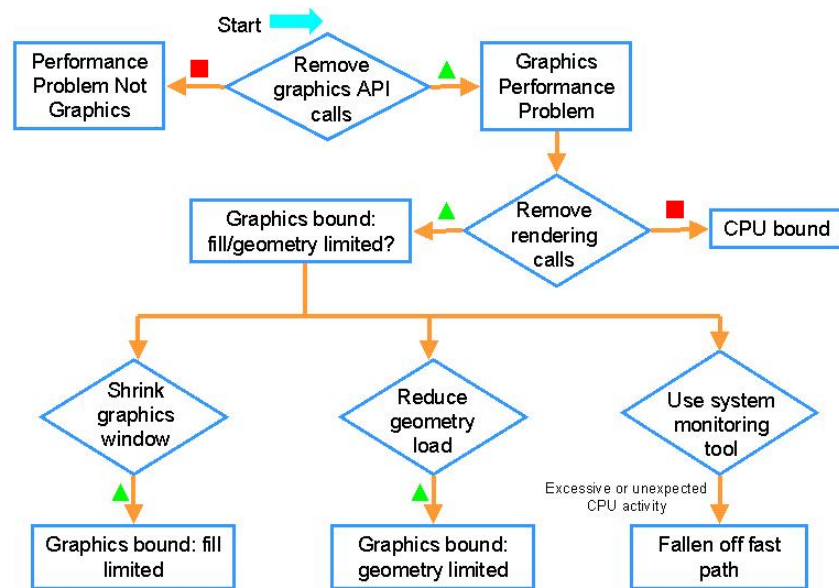 Start
Performance
Problem Not
Graphics
Remove
graphics API
calls
Graphics
Performance
Problem
Graphics bound:
fill/geometry limited?
Remove
rendering
calls
CPU bound
Shrink
graphics
window
Reduce
geometry
load
Use system
monitoring
tool
Excessive or unexpected
CPU activity
Graphics bound: fill
limited
Graphics bound:
geometry limited
Fallen off fast
path